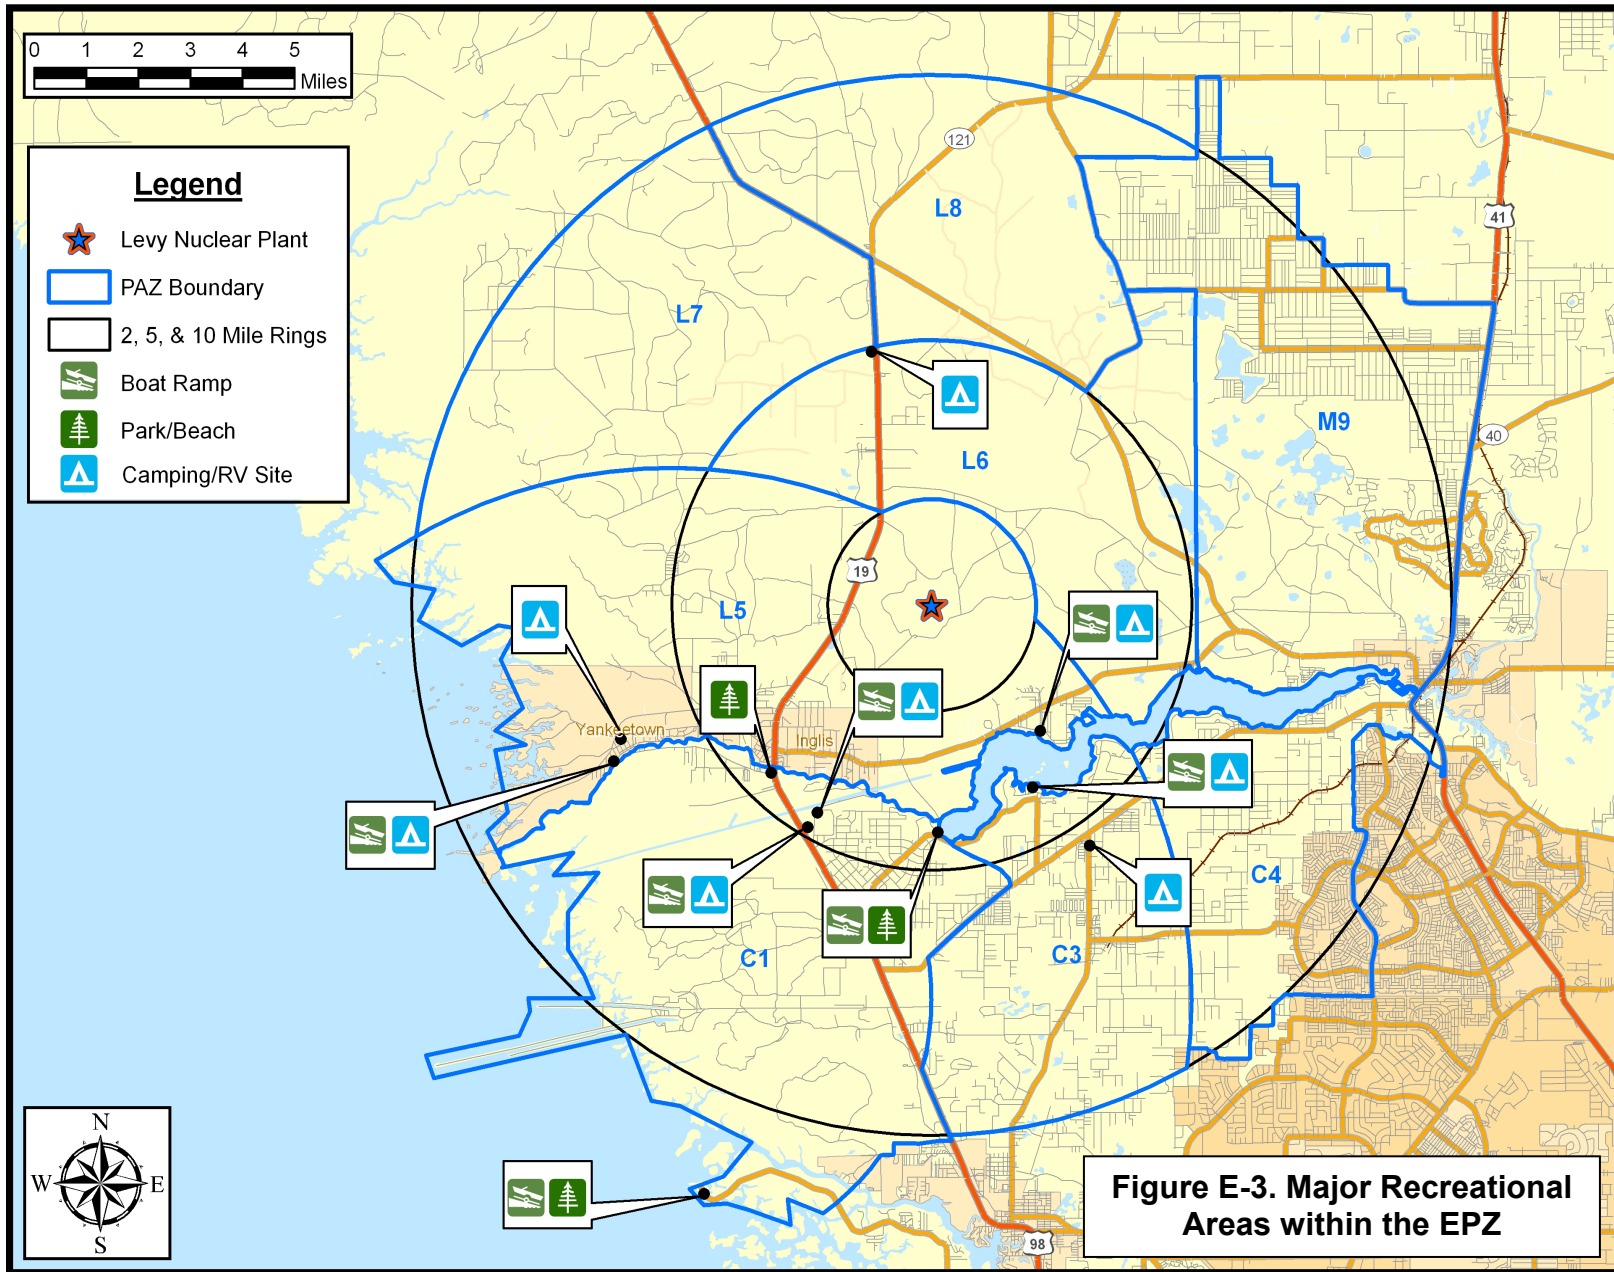 0 1 2 3 4 5
Miles
Legend
Levy Nuclear Plant
PAZ Boundary
2, 5, & 10 Mile Rings
Boat Ramp
Park/Beach
Camping/RV Site
121
L8
41
L7
M9
40
L6
19
L5
Yankeetown
Inglis
C4
C1
C3
N
W E
S
98
Figure E-3. Major Recreational
Areas within the EPZ